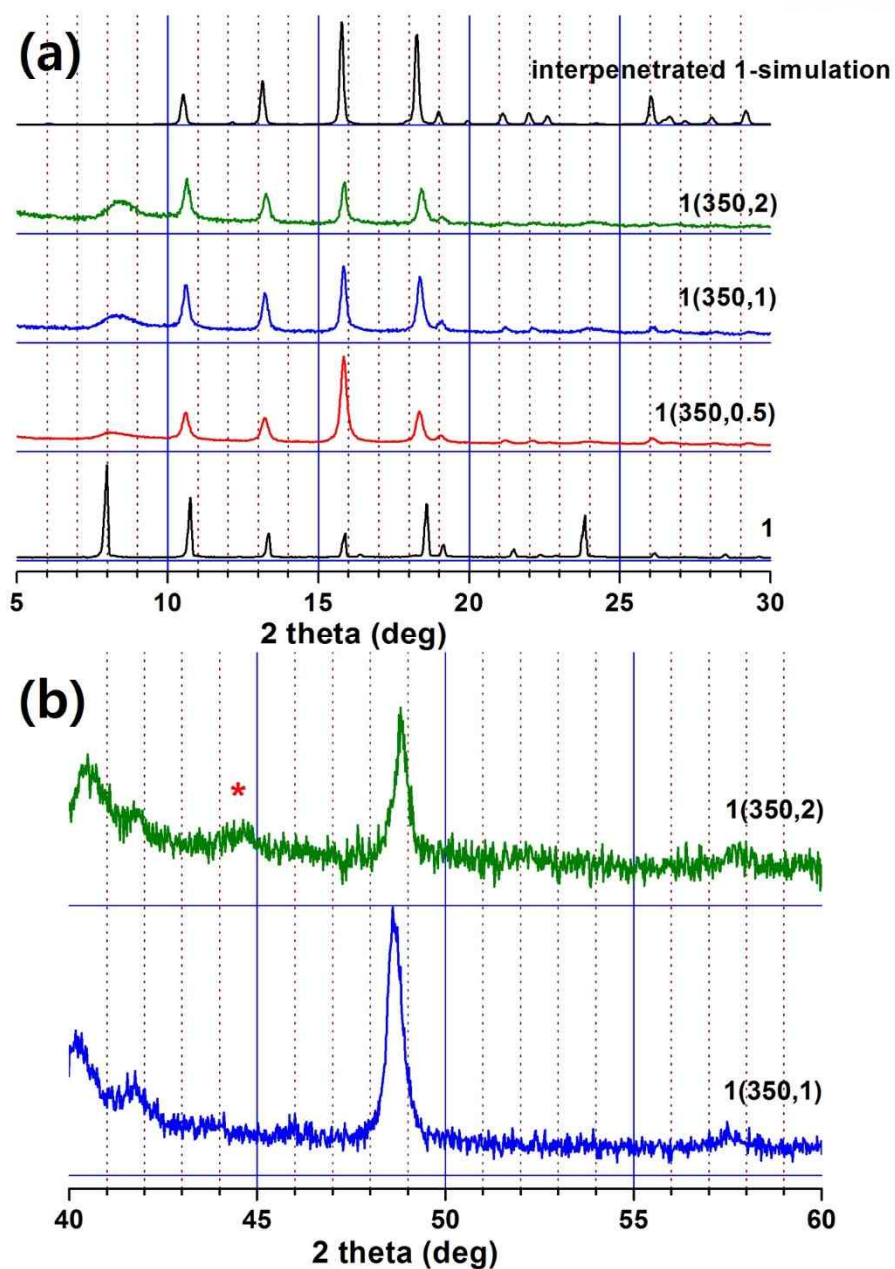 (a)
interpenetrated 1-simulation
1(350,2)
1(350,1)
1(350,0.5)
1
5 10 15 20 25 30
2 theta (deg)
(b)
*
1(350,2)
1(350,1)
40 45 50 55 60
2 theta (deg)